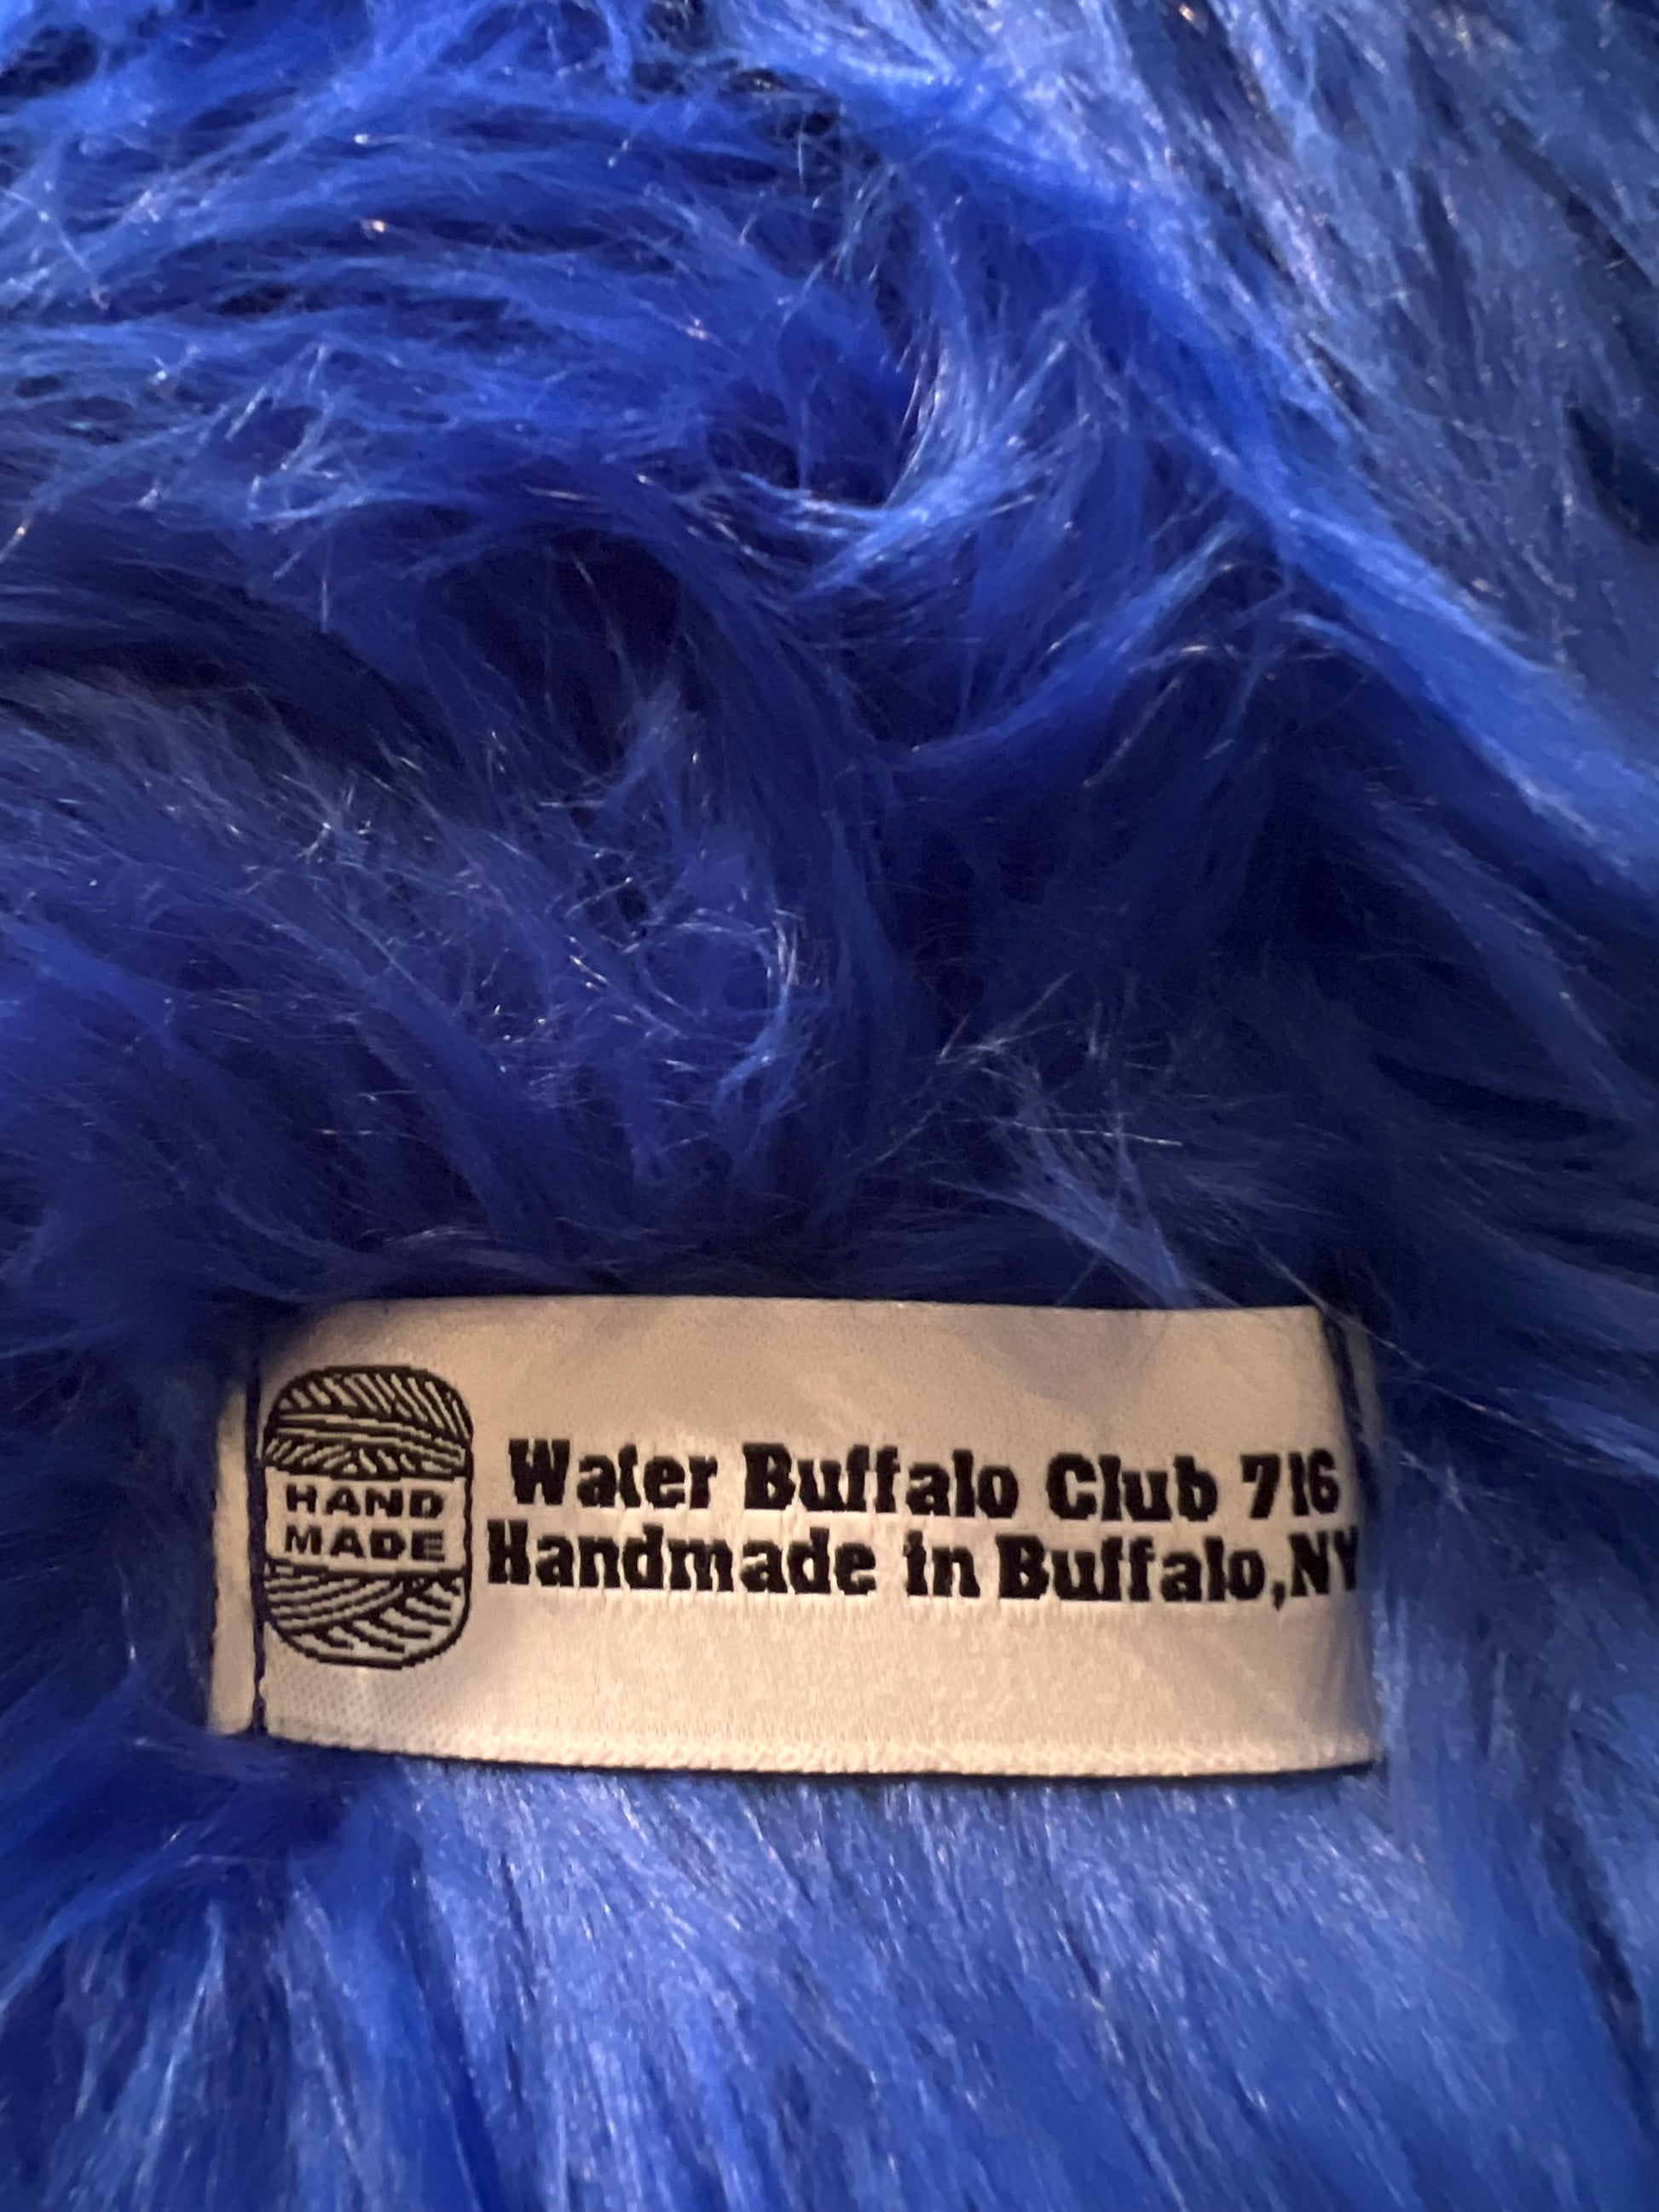 HAND
MADE
Water Buffalo Club 716
Handmade in Buffalo,NY